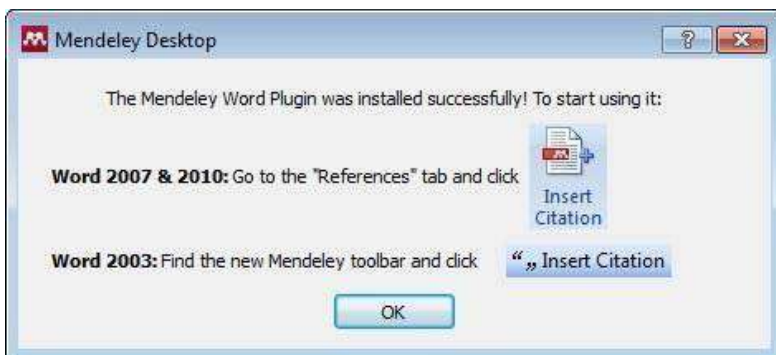 Mendeley Desktop
The Mendeley Word Plugin was installed successfully! To start using it:
Word 2007 & 2010: Go to the "References" tab and click
Insert
Citation
Word 2003: Find the new Mendeley toolbar and click
“„ Insert Citation
OK